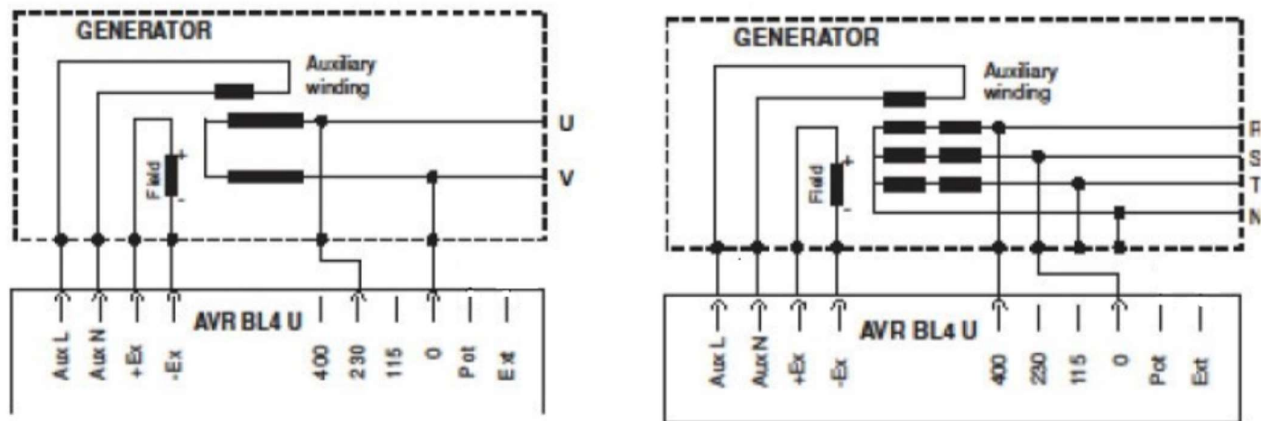 GENERATOR
Auxiliary
winding
U
V
Field
+
-
AVR BL4 U
Aux L
Aux N
+Ex
-Ex
400
230
115
0
Pot
Ext
GENERATOR
Auxiliary
winding
R
S
T
N
Field
+
-
AVR BL4 U
Aux L
Aux N
+Ex
-Ex
400
230
115
0
Pot
Ext